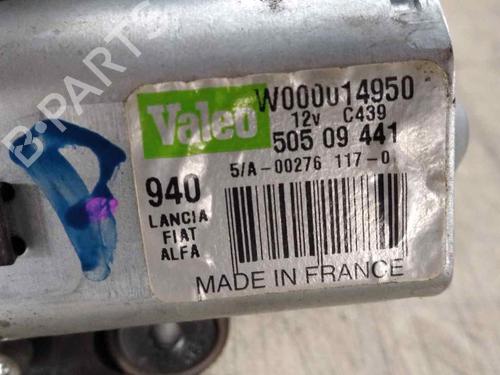 B-PARTS
Valeo
W000014950
12v C439
505 09 441
5/A-00276 117-0
940
LANCIA
FIAT
ALFA
MADE IN FRANCE